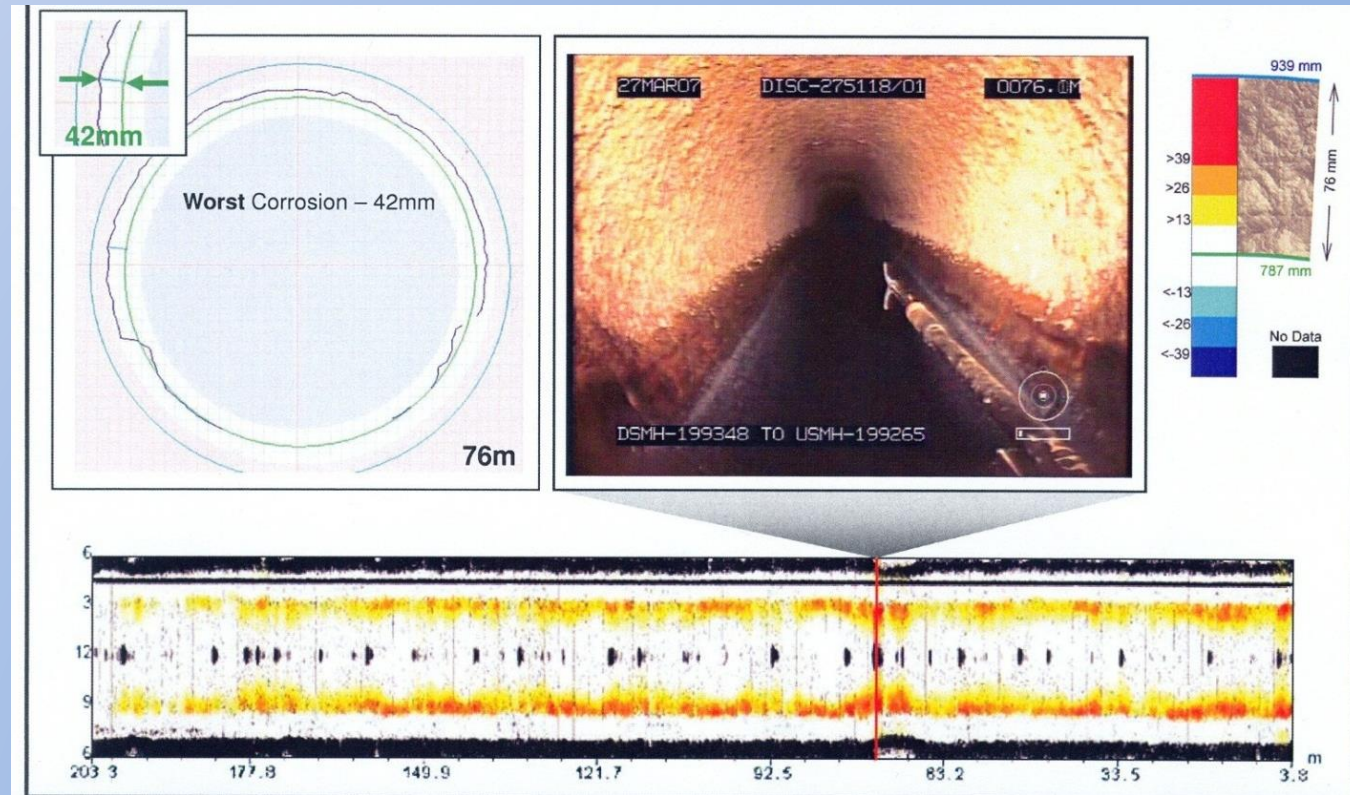 42mm
Worst Corrosion – 42mm
76m
27MAR07 DISC-275118/01 0076.0M
DSMH-199348 TO USMH-199265
939 mm
>39
>26
>13
76 mm
787 mm
<-13
<-26
<-39
No Data
6
3
12
9
6
203 3 177.8 149.9 121.7 92.5 63.2 33.5 3.8 m